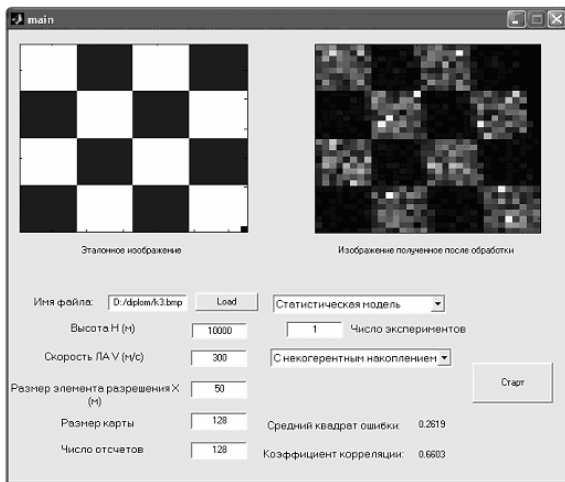 main
Эталонное изображение
Изображение полученное после обработки
Имя файла: D:/diplom/k3.bmp Load Статистическая модель
Высота H (м) 10000 1 Число экспериментов
Скорость ЛА V (м/с) 300 С некогерентным накоплением
Размер элемента разрешения X (м) 50 Старт
Размер карты 128 Средний квадрат ошибки: 0.2619
Число отсчетов 128 Коэффициент корреляции: 0.6603